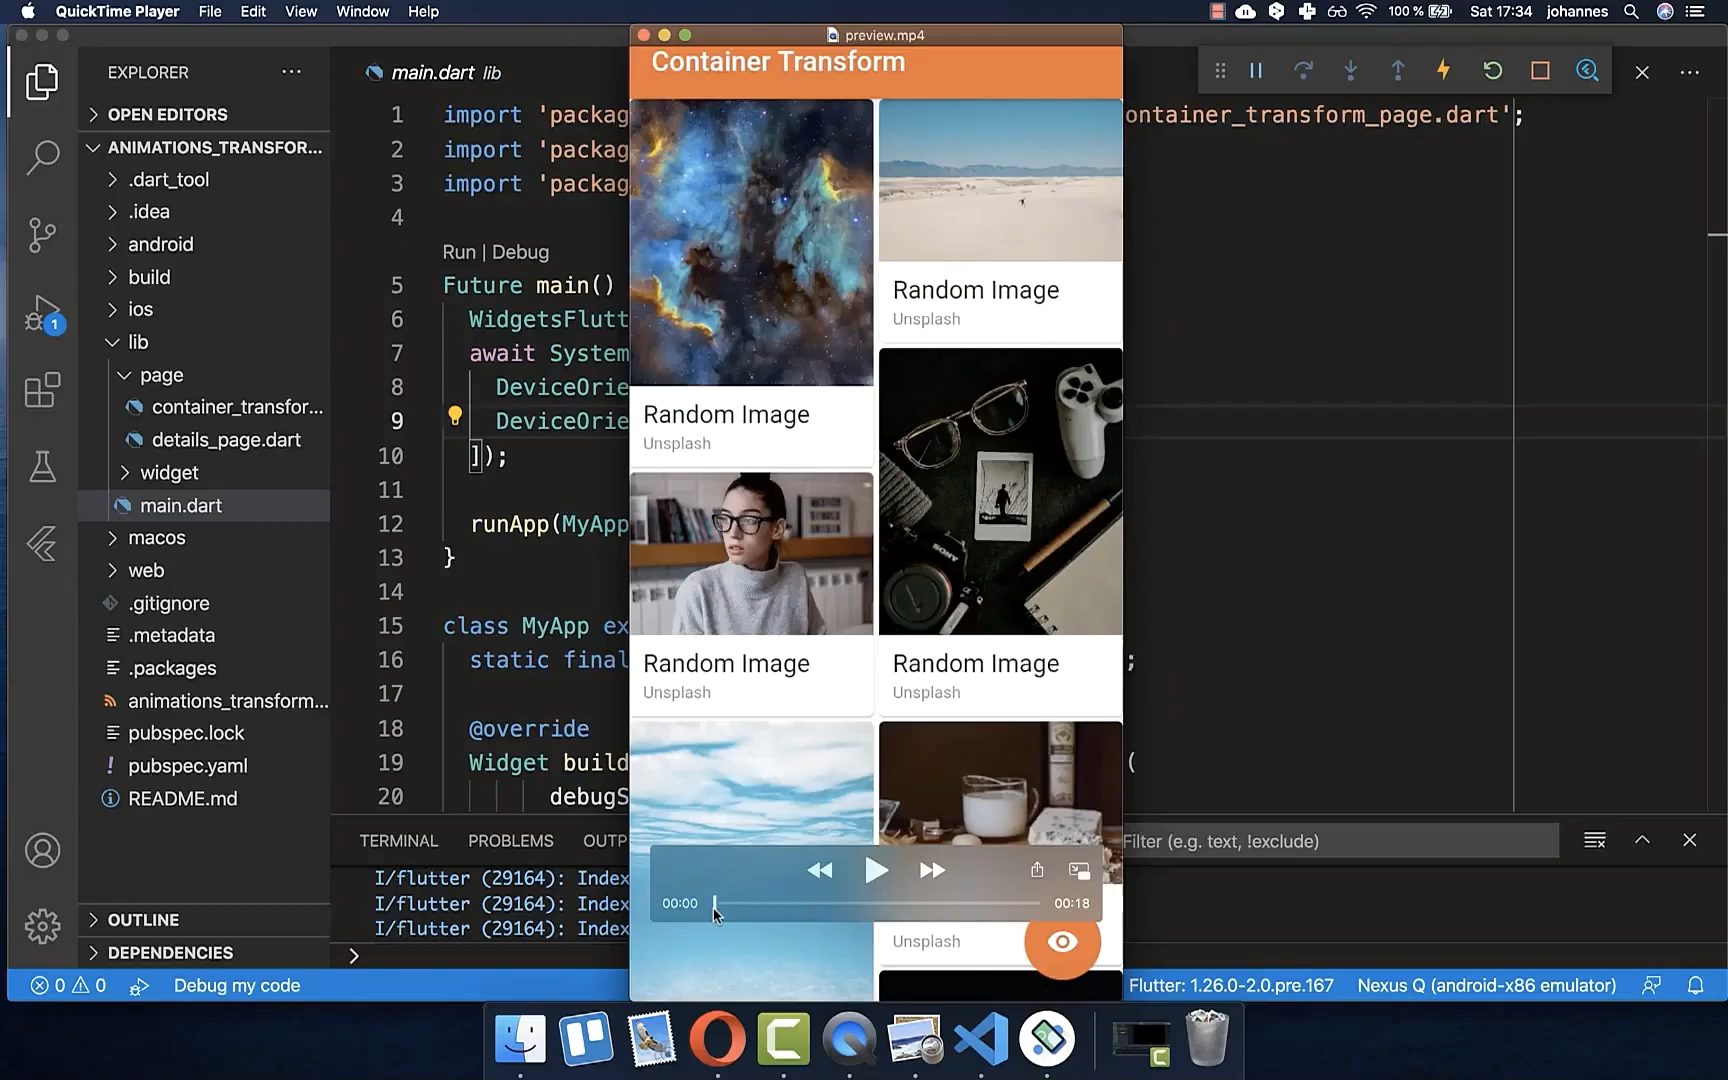 QuickTime Player File Edit View Window Help
100 % Sat 17:34 johannes
preview.mp4
EXPLORER
OPEN EDITORS
ANIMATIONS_TRANSFOR...
.dart_tool
.idea
android
build
ios
lib
page
container_transfor...
details_page.dart
widget
main.dart
macos
web
.gitignore
.metadata
.packages
animations_transform...
pubspec.lock
pubspec.yaml
README.md
OUTLINE
DEPENDENCIES
1
main.dart lib
1 import 'packag
ontainer_transform_page.dart';
2 import 'packag
3 import 'packag
4
Run | Debug
5 Future main()
6 WidgetsFlutt
7 await System
8 DeviceOrie
9 DeviceOrie
10 ]);
11
12 runApp(MyApp
13 }
14
15 class MyApp ex
16 static final
;
17
18 @override
19 Widget build
(
20 debugS
Container Transform
Random Image
Unsplash
Random Image
Unsplash
Random Image
Unsplash
Random Image
Unsplash
SONY
00:00 00:18
Unsplash
TERMINAL PROBLEMS OUTP
Filter (e.g. text, !exclude)
I/flutter (29164): Index
I/flutter (29164): Index
I/flutter (29164): Index
0 0 Debug my code
Flutter: 1.26.0-2.0.pre.167 Nexus Q (android-x86 emulator)